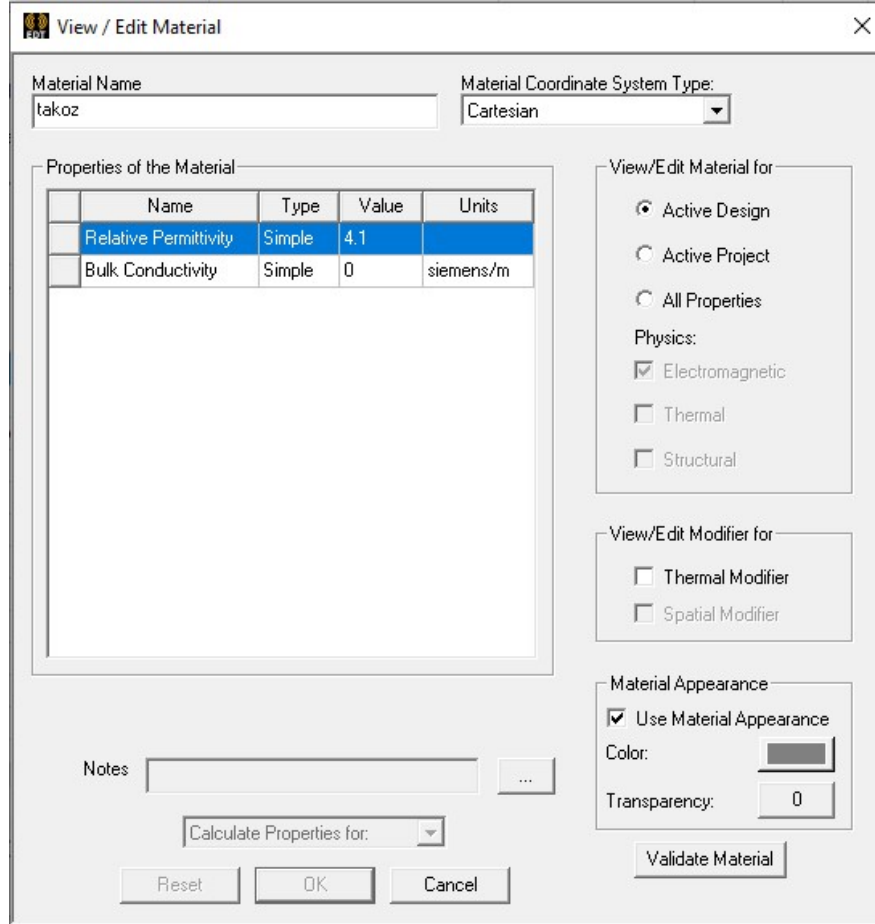 EDT View / Edit Material
Material Name
takoz
Material Coordinate System Type:
Cartesian
Properties of the Material
Name Type Value Units
Relative Permittivity Simple 4.1
Bulk Conductivity Simple 0 siemens/m
View/Edit Material for
Active Design
Active Project
All Properties
Physics:
Electromagnetic
Thermal
Structural
View/Edit Modifier for
Thermal Modifier
Spatial Modifier
Material Appearance
Use Material Appearance
Color:
Transparency: 0
Notes ...
Calculate Properties for:
Validate Material
Reset OK Cancel